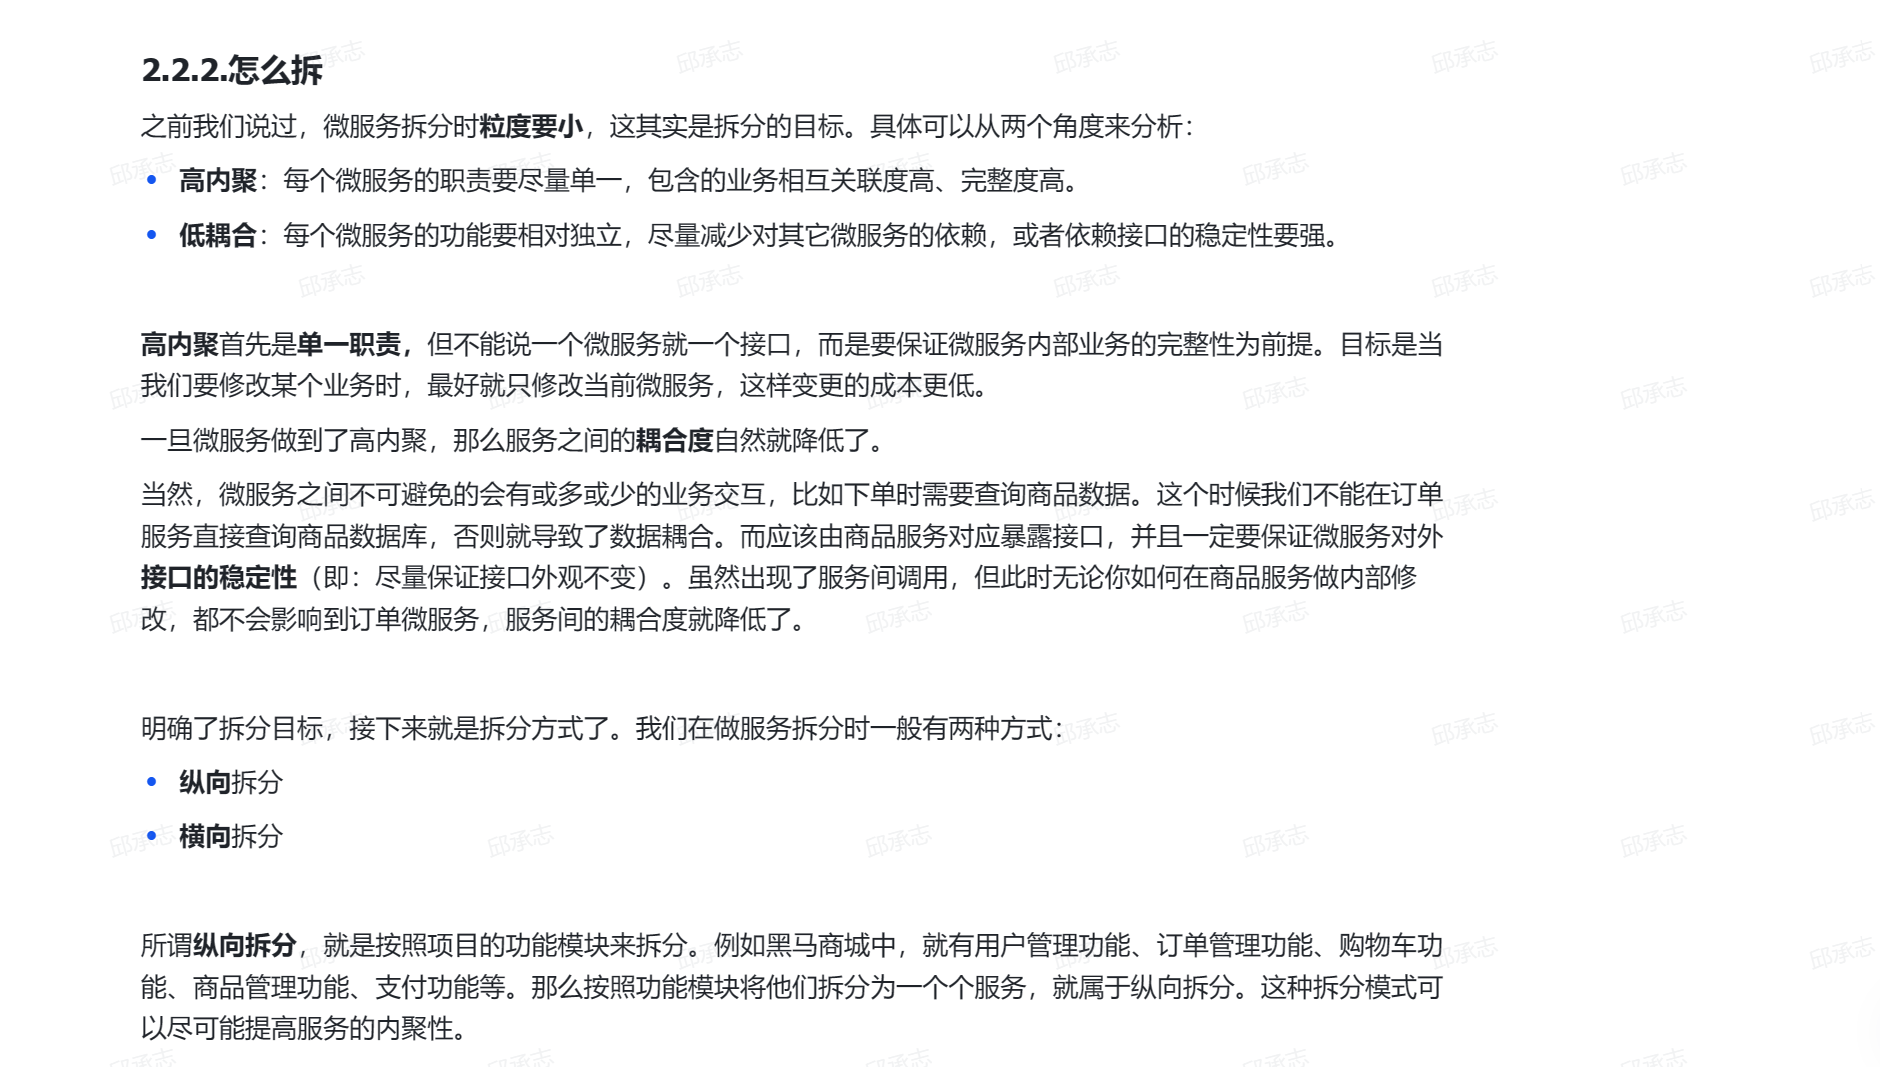 2.2.2.怎么拆
之前我们说过，微服务拆分时粒度要小，这其实是拆分的目标。具体可以从两个角度来分析：
• 高内聚：每个微服务的职责要尽量单一，包含的业务相互关联度高、完整度高。
• 低耦合：每个微服务的功能要相对独立，尽量减少对其它微服务的依赖，或者依赖接口的稳定性要强。
高内聚首先是单一职责，但不能说一个微服务就一个接口，而是要保证微服务内部业务的完整性为前提。目标是当
我们要修改某个业务时，最好就只修改当前微服务，这样变更的成本更低。
一旦微服务做到了高内聚，那么服务之间的耦合度自然就降低了。
当然，微服务之间不可避免的会有或多或少的业务交互，比如下单时需要查询商品数据。这个时候我们不能在订单
服务直接查询商品数据库，否则就导致了数据耦合。而应该由商品服务对应暴露接口，并且一定要保证微服务对外
接口的稳定性（即：尽量保证接口外观不变）。虽然出现了服务间调用，但此时无论你如何在商品服务做内部修
改，都不会影响到订单微服务，服务间的耦合度就降低了。
明确了拆分目标，接下来就是拆分方式了。我们在做服务拆分时一般有两种方式：
• 纵向拆分
• 横向拆分
所谓纵向拆分，就是按照项目的功能模块来拆分。例如黑马商城中，就有用户管理功能、订单管理功能、购物车功
能、商品管理功能、支付功能等。那么按照功能模块将他们拆分为一个个服务，就属于纵向拆分。这种拆分模式可
以尽可能提高服务的内聚性。
邱承志